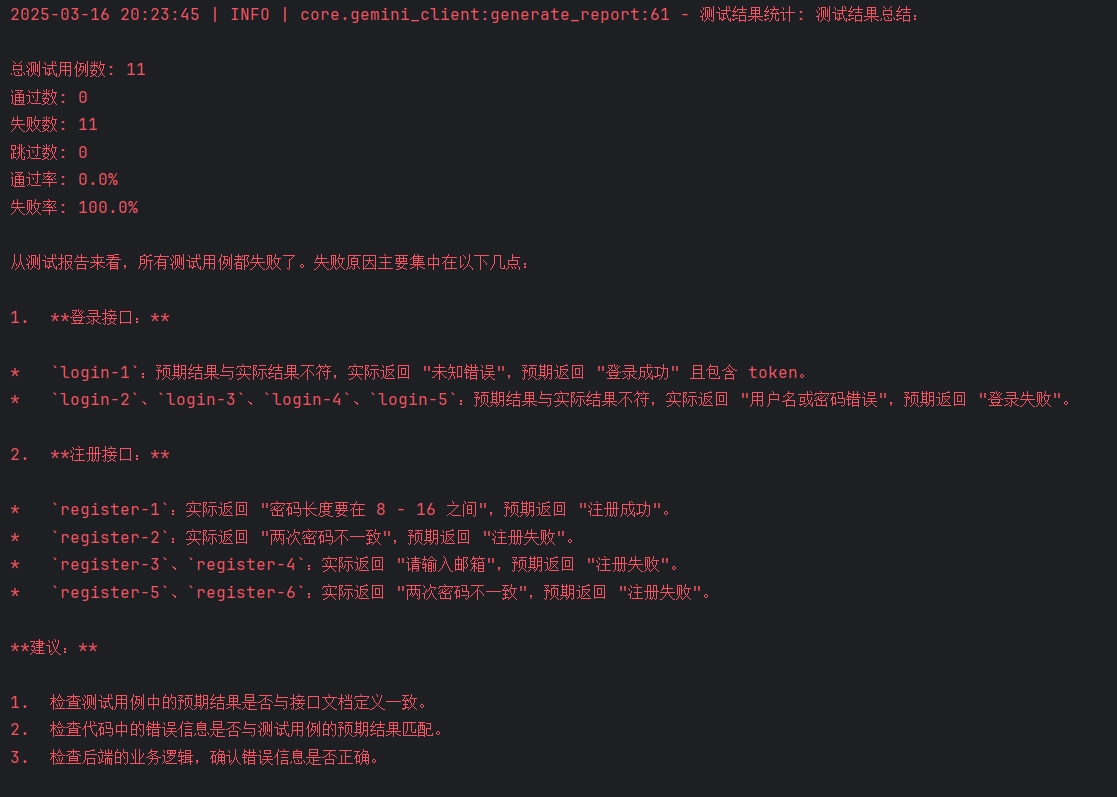 2025-03-16 20:23:45 | INFO | core.gemini_client:generate_report:61 - 测试结果统计: 测试结果总结：
总测试用例数: 11
通过数: 0
失败数: 11
跳过数: 0
通过率: 0.0%
失败率: 100.0%
从测试报告来看，所有测试用例都失败了。失败原因主要集中在以下几点：
1.  **登录接口：**
*   `login-1`：预期结果与实际结果不符，实际返回 "未知错误"，预期返回 "登录成功" 且包含 token。
*   `login-2`、`login-3`、`login-4`、`login-5`：预期结果与实际结果不符，实际返回 "用户名或密码错误"，预期返回 "登录失败"。
2.  **注册接口：**
*   `register-1`：实际返回 "密码长度要在 8 - 16 之间"，预期返回 "注册成功"。
*   `register-2`：实际返回 "两次密码不一致"，预期返回 "注册失败"。
*   `register-3`、`register-4`：实际返回 "请输入邮箱"，预期返回 "注册失败"。
*   `register-5`、`register-6`：实际返回 "两次密码不一致"，预期返回 "注册失败"。
**建议：**
1.  检查测试用例中的预期结果是否与接口文档定义一致。
2.  检查代码中的错误信息是否与测试用例的预期结果匹配。
3.  检查后端的业务逻辑，确认错误信息是否正确。